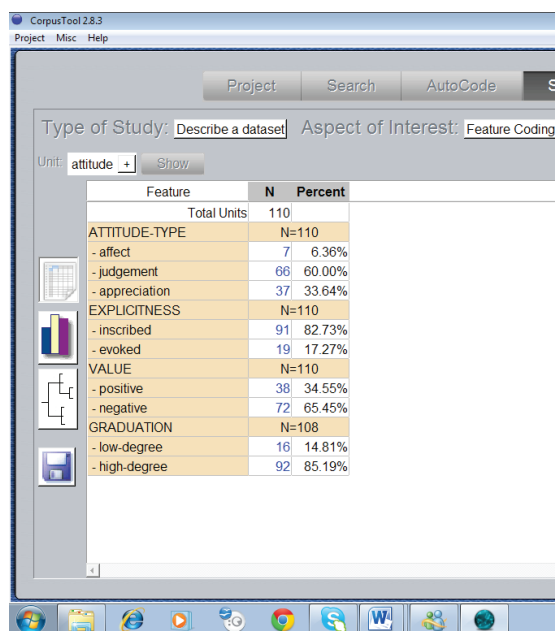 CorpusTool 2.8.3
Project Misc Help
Project Search AutoCode S
Type of Study: Describe a dataset Aspect of Interest: Feature Coding
Unit: attitude + Show
Feature N Percent
Total Units 110
ATTITUDE-TYPE N=110
- affect 7 6.36%
- judgement 66 60.00%
- appreciation 37 33.64%
EXPLICITNESS N=110
- inscribed 91 82.73%
- evoked 19 17.27%
VALUE N=110
- positive 38 34.55%
- negative 72 65.45%
GRADUATION N=108
- low-degree 16 14.81%
- high-degree 92 85.19%